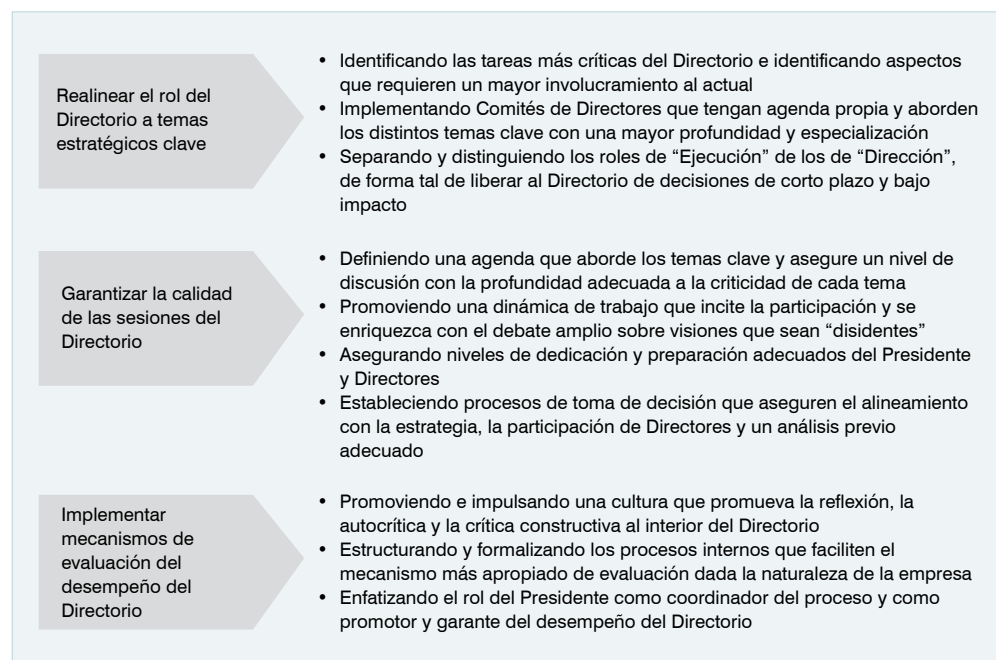 Realinear el rol del
Directorio a temas
estratégicos clave
• Identificando las tareas más críticas del Directorio e identificando aspectos
que requieren un mayor involucramiento al actual
• Implementando Comités de Directores que tengan agenda propia y aborden
los distintos temas clave con una mayor profundidad y especialización
• Separando y distinguiendo los roles de “Ejecución” de los de “Dirección”,
de forma tal de liberar al Directorio de decisiones de corto plazo y bajo
impacto
Garantizar la calidad
de las sesiones del
Directorio
• Definiendo una agenda que aborde los temas clave y asegure un nivel de
discusión con la profundidad adecuada a la criticidad de cada tema
• Promoviendo una dinámica de trabajo que incite la participación y se
enriquezca con el debate amplio sobre visiones que sean “disidentes”
• Asegurando niveles de dedicación y preparación adecuados del Presidente
y Directores
• Estableciendo procesos de toma de decisión que aseguren el alineamiento
con la estrategia, la participación de Directores y un análisis previo
adecuado
Implementar
mecanismos de
evaluación del
desempeño del
Directorio
• Promoviendo e impulsando una cultura que promueva la reflexión, la
autocrítica y la crítica constructiva al interior del Directorio
• Estructurando y formalizando los procesos internos que faciliten el
mecanismo más apropiado de evaluación dada la naturaleza de la empresa
• Enfatizando el rol del Presidente como coordinador del proceso y como
promotor y garante del desempeño del Directorio